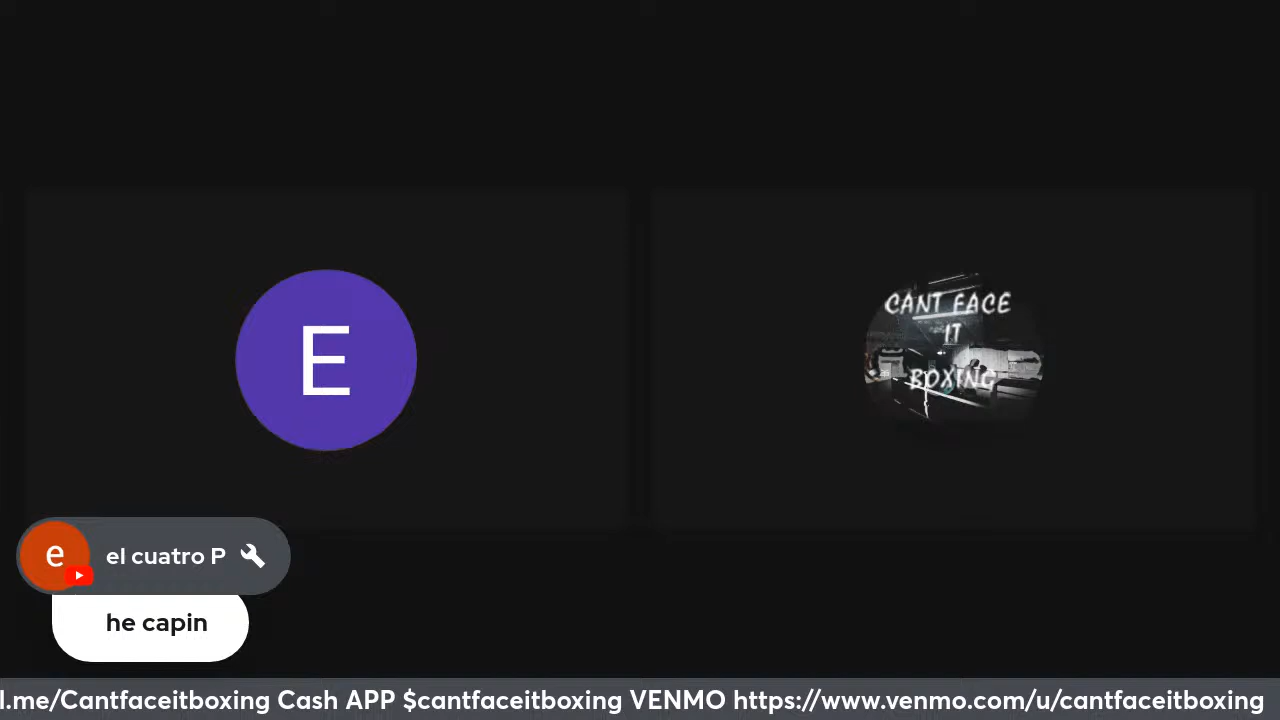 E
CANT FACE
IT
BOXING
e
el cuatro P
he capin
l.me/Cantfaceitboxing Cash APP $cantfaceitboxing VENMO https://www.venmo.com/u/cantfaceitboxing